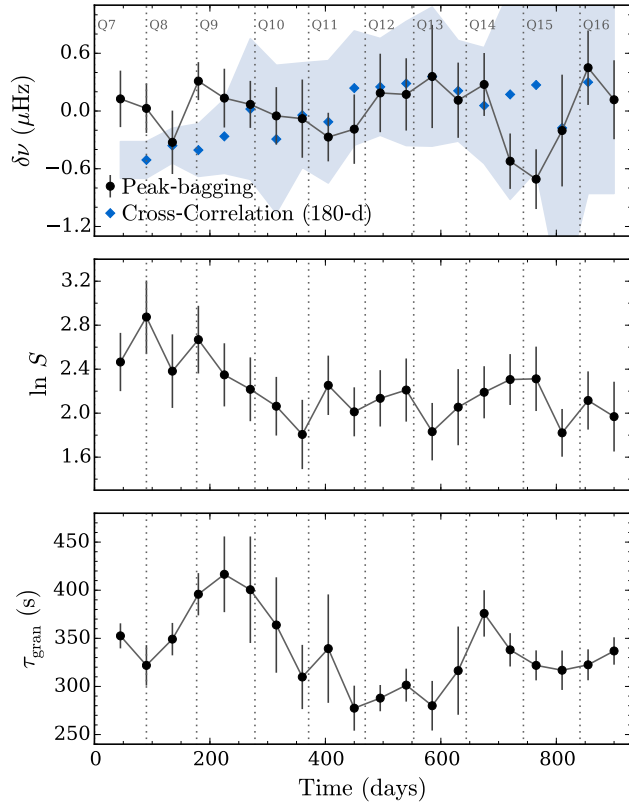 Q7 Q8 Q9 Q10 Q11 Q12 Q13 Q14 Q15 Q16
0.6
0.0
−0.6
−1.2
δν (μHz)
Peak-bagging
Cross-Correlation (180-d)
3.2
2.8
2.4
2.0
1.6
ln S
450
400
350
300
250
τgran (s)
0 200 400 600 800
Time (days)